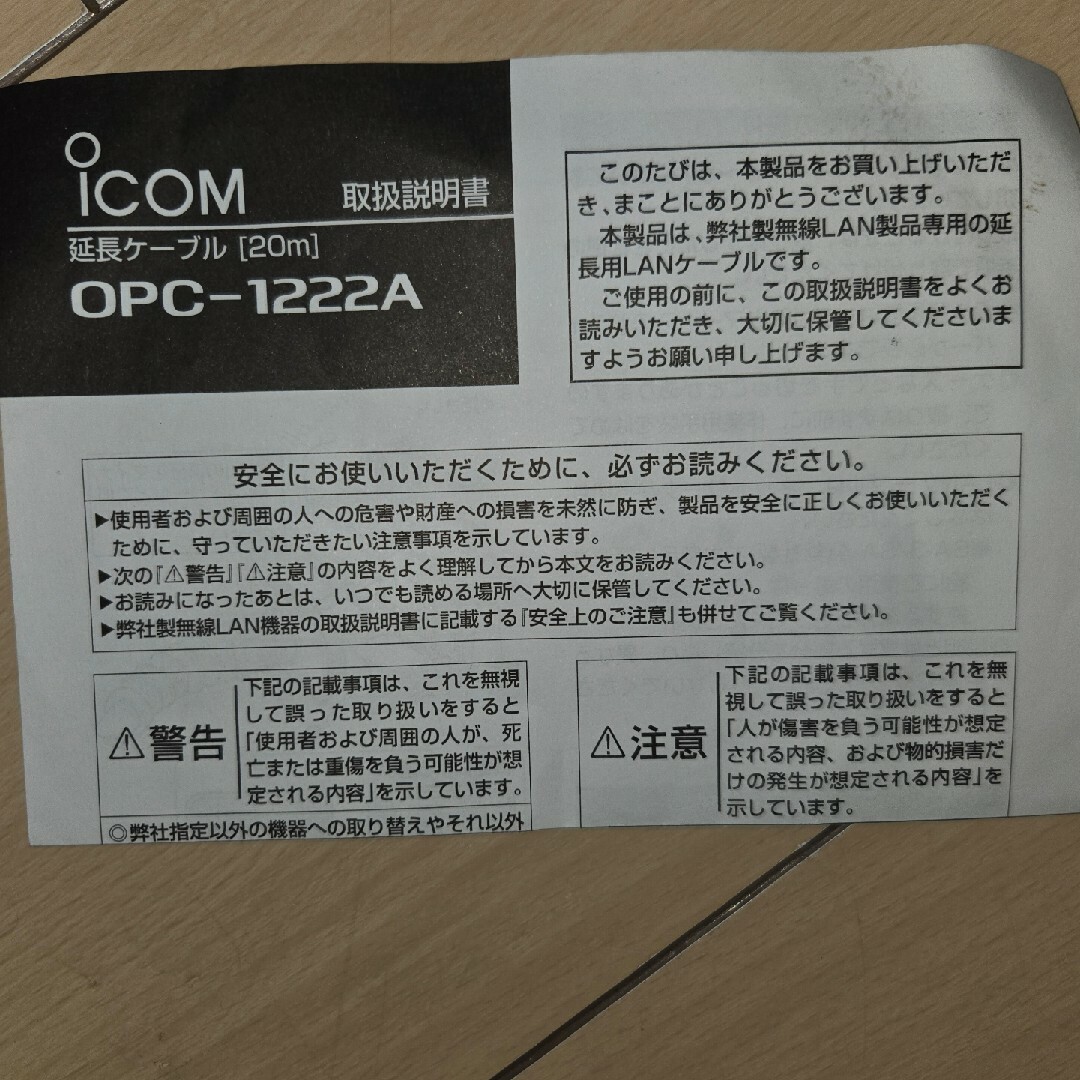 iCOM 取扱説明書
延長ケーブル [20m]
OPC-1222A
このたびは、本製品をお買い上げいただ
き、まことにありがとうございます。
本製品は、弊社製無線LAN製品専用の延
長用LANケーブルです。
ご使用の前に、この取扱説明書をよくお
読みいただき、大切に保管してくださいま
すようお願い申し上げます。
安全にお使いいただくために、必ずお読みください。
▶使用者および周囲の人への危害や財産への損害を未然に防ぎ、製品を安全に正しくお使いいただく
ために、守っていただきたい注意事項を示しています。
▶次の『⚠警告』『⚠注意』の内容をよく理解してから本文をお読みください。
▶お読みになったあとは、いつでも読める場所へ大切に保管してください。
▶弊社製無線LAN機器の取扱説明書に記載する『安全上のご注意』も併せてご覧ください。
⚠警告
下記の記載事項は、これを無視
して誤った取り扱いをすると
「使用者および周囲の人が、死
亡または重傷を負う可能性が想
定される内容」を示しています。
◎弊社指定以外の機器への取り替えやそれ以外
⚠注意
下記の記載事項は、これを無
視して誤った取り扱いをすると
「人が傷害を負う可能性が想定
される内容、および物的損害だ
けの発生が想定される内容」を
示しています。